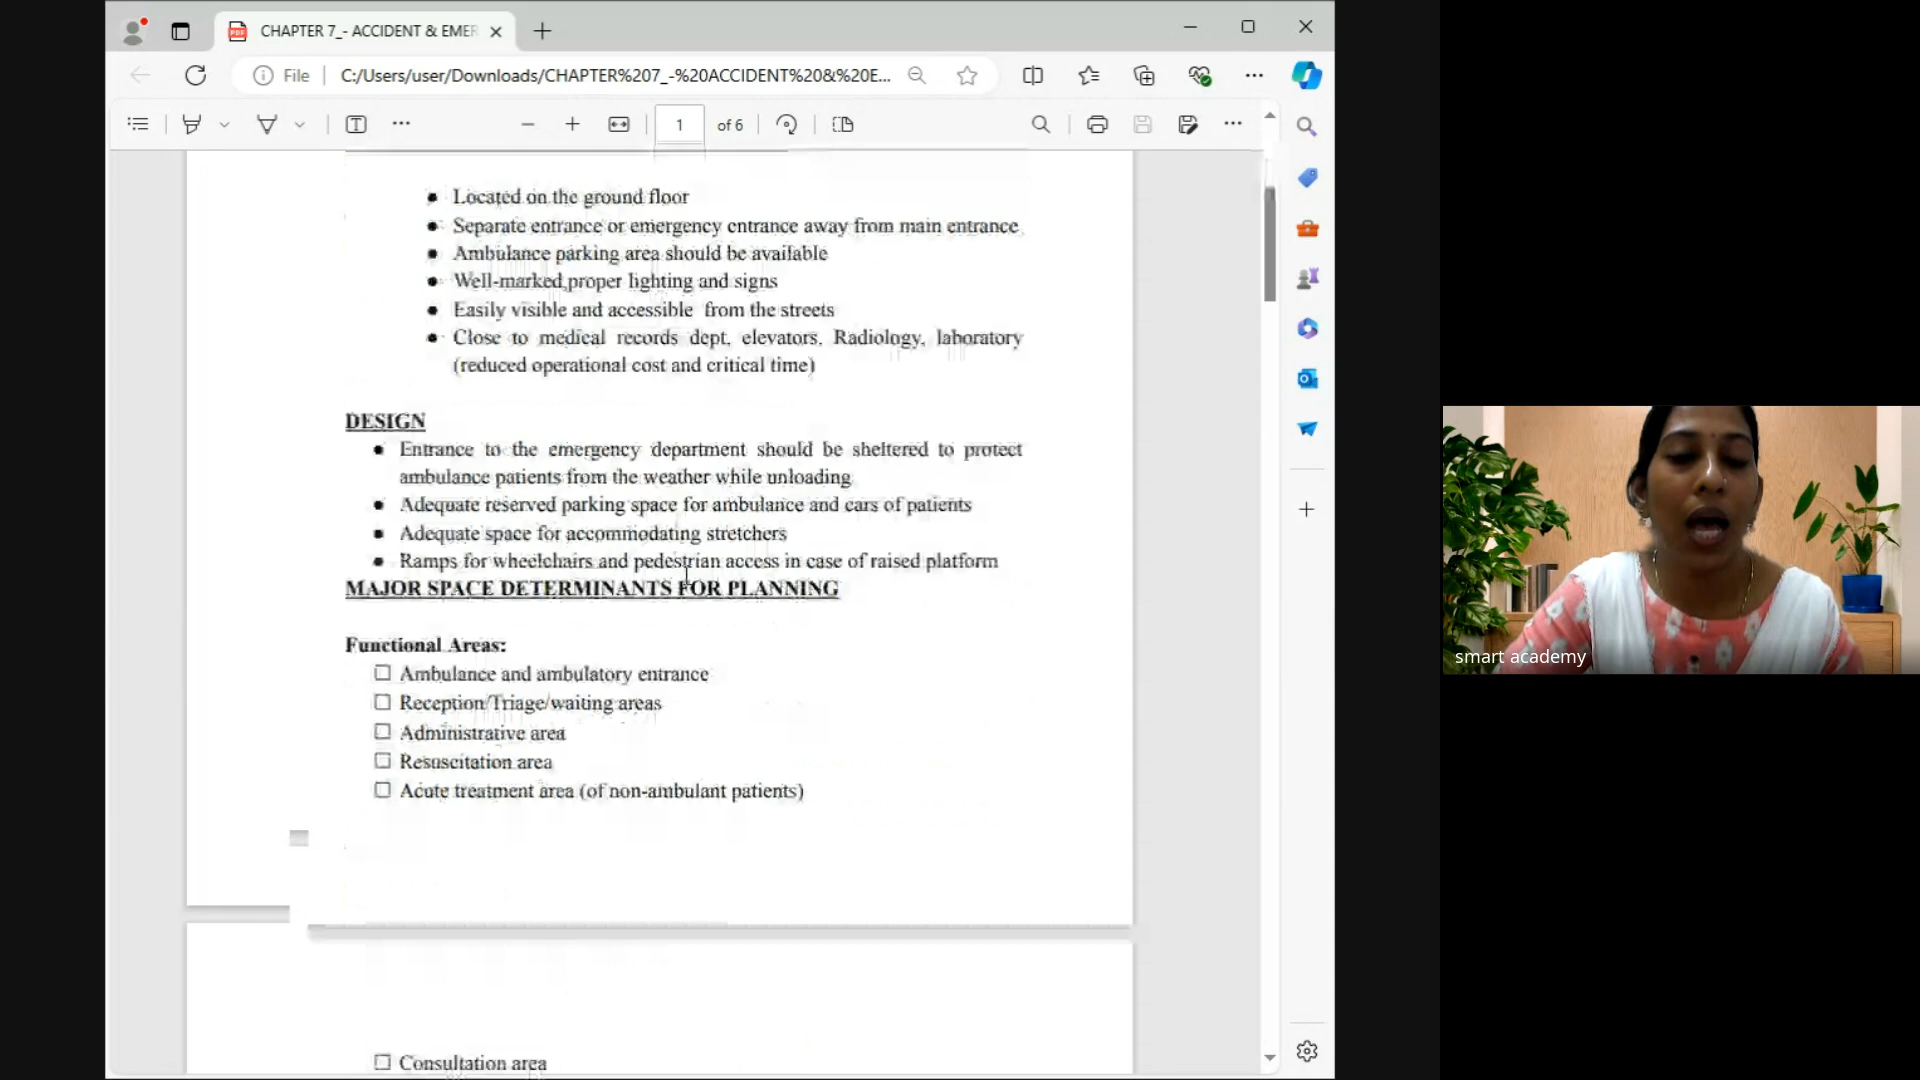 CHAPTER 7_- ACCIDENT & EMER
File
C:/Users/user/Downloads/CHAPTER%207_-%20ACCIDENT%20&%20E...
1 of 6
● Located on the ground floor
● Separate entrance or emergency entrance away from main entrance
● Ambulance parking area should be available
● Well-marked,proper lighting and signs
● Easily visible and accessible from the streets
● Close to medical records dept, elevators. Radiology, laboratory
(reduced operational cost and critical time)
DESIGN
● Entrance to the emergency department should be sheltered to protect
ambulance patients from the weather while unloading
● Adequate reserved parking space for ambulance and cars of patients
● Adequate space for accommodating stretchers
● Ramps for wheelchairs and pedestrian access in case of raised platform
MAJOR SPACE DETERMINANTS FOR PLANNING
Functional Areas:
☐ Ambulance and ambulatory entrance
☐ Reception/Triage/waiting areas
☐ Administrative area
☐ Resuscitation area
☐ Acute treatment area (of non-ambulant patients)
☐ Consultation area
smart academy